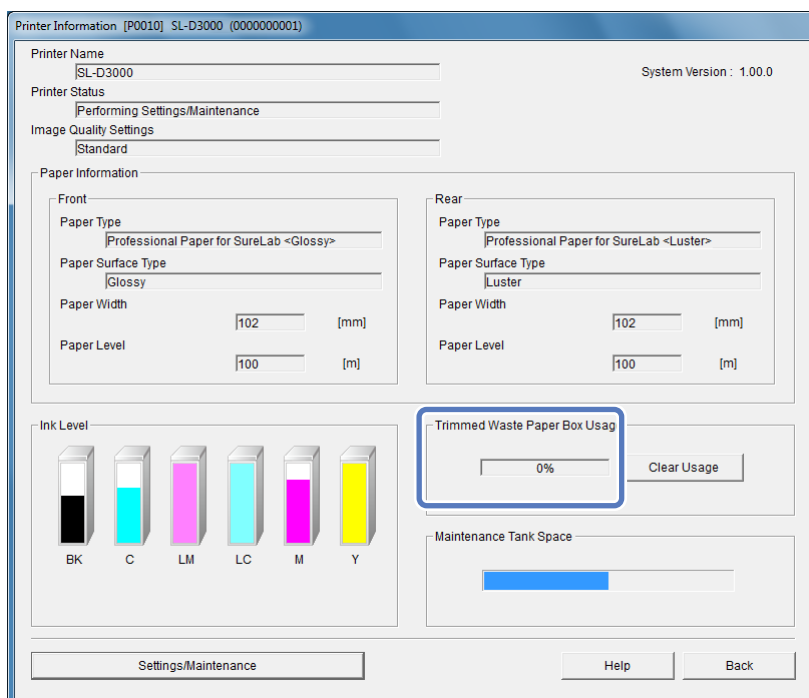 Printer Information [P0010] SL-D3000 (0000000001)
Printer Name
SL-D3000
System Version : 1.00.0
Printer Status
Performing Settings/Maintenance
Image Quality Settings
Standard
Paper Information
Front
Paper Type
Professional Paper for SureLab <Glossy>
Paper Surface Type
Glossy
Paper Width
102 [mm]
Paper Level
100 [m]
Rear
Paper Type
Professional Paper for SureLab <Luster>
Paper Surface Type
Luster
Paper Width
102 [mm]
Paper Level
100 [m]
Ink Level
BK C LM LC M Y
Trimmed Waste Paper Box Usag
0%
Clear Usage
Maintenance Tank Space
Settings/Maintenance
Help
Back